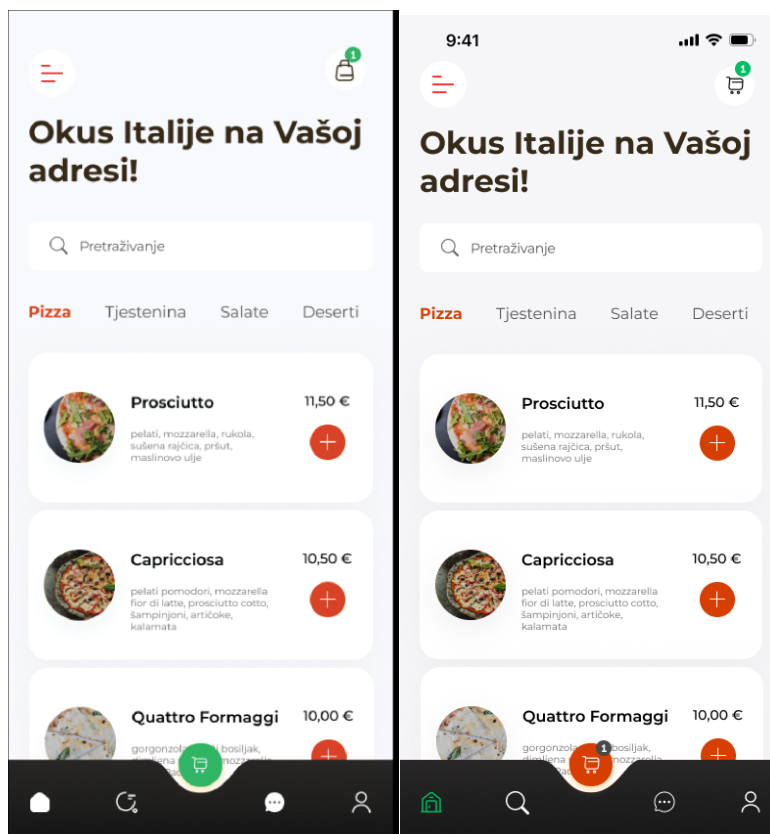 1
Okus Italije na Vašoj
adresi!
Pretraživanje
Pizza Tjestenina Salate Deserti
Prosciutto 11,50 €
pelati, mozzarella, rukola,
sušena rajčica, pršut,
maslinovo ulje
Capricciosa 10,50 €
pelati pomodori, mozzarella
fior di latte, prosciutto cotto,
šampinjoni, artičoke,
kalamata
Quattro Formaggi 10,00 €
bosiljak,
9:41
1
Okus Italije na Vašoj
adresi!
Pretraživanje
Pizza Tjestenina Salate Deserti
Prosciutto 11,50 €
pelati, mozzarella, rukola,
sušena rajčica, pršut,
maslinovo ulje
Capricciosa 10,50 €
pelati pomodori, mozzarella
fior di latte, prosciutto cotto,
šampinjoni, artičoke,
kalamata
Quattro Formaggi 10,00 €
bosiljak,
1